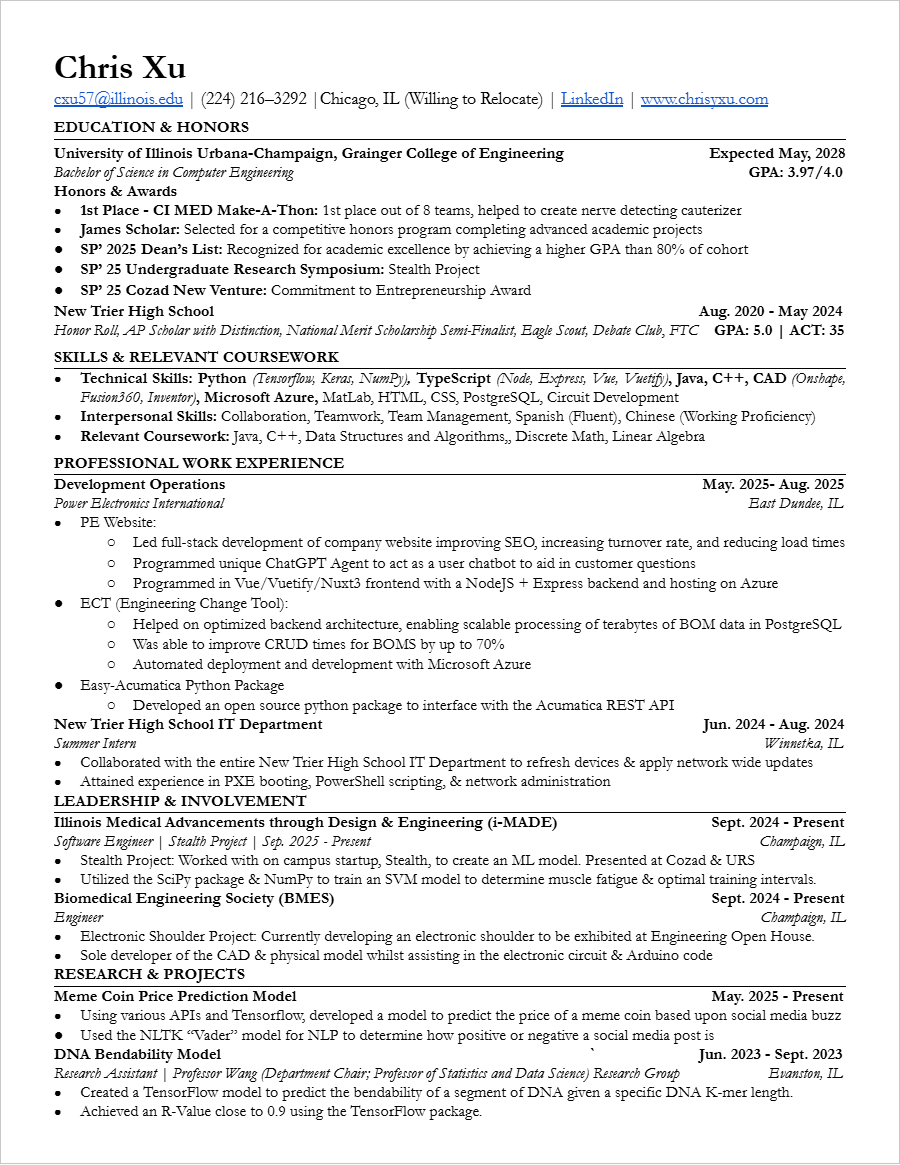 Chris Xu
cxu57@illinois.edu | (224) 216–3292 |Chicago, IL (Willing to Relocate) | LinkedIn | www.chrisyxu.com
EDUCATION & HONORS
University of Illinois Urbana-Champaign, Grainger College of Engineering Expected May, 2028
Bachelor of Science in Computer Engineering GPA: 3.97/4.0
Honors & Awards
● 1st Place - CI MED Make-A-Thon: 1st place out of 8 teams, helped to create nerve detecting cauterizer
● James Scholar: Selected for a competitive honors program completing advanced academic projects
● SP’ 2025 Dean’s List: Recognized for academic excellence by achieving a higher GPA than 80% of cohort
● SP’ 25 Undergraduate Research Symposium: Stealth Project
● SP’ 25 Cozad New Venture: Commitment to Entrepreneurship Award
New Trier High School Aug. 2020 - May 2024
Honor Roll, AP Scholar with Distinction, National Merit Scholarship Semi-Finalist, Eagle Scout, Debate Club, FTC GPA: 5.0 | ACT: 35
SKILLS & RELEVANT COURSEWORK
● Technical Skills: Python (Tensorflow, Keras, NumPy), TypeScript (Node, Express, Vue, Vuetify), Java, C++, CAD (Onshape,
Fusion360, Inventor), Microsoft Azure, MatLab, HTML, CSS, PostgreSQL, Circuit Development
● Interpersonal Skills: Collaboration, Teamwork, Team Management, Spanish (Fluent), Chinese (Working Proficiency)
● Relevant Coursework: Java, C++, Data Structures and Algorithms,, Discrete Math, Linear Algebra
PROFESSIONAL WORK EXPERIENCE
Development Operations May. 2025- Aug. 2025
Power Electronics International East Dundee, IL
● PE Website:
○ Led full-stack development of company website improving SEO, increasing turnover rate, and reducing load times
○ Programmed unique ChatGPT Agent to act as a user chatbot to aid in customer questions
○ Programmed in Vue/Vuetify/Nuxt3 frontend with a NodeJS + Express backend and hosting on Azure
● ECT (Engineering Change Tool):
○ Helped on optimized backend architecture, enabling scalable processing of terabytes of BOM data in PostgreSQL
○ Was able to improve CRUD times for BOMS by up to 70%
○ Automated deployment and development with Microsoft Azure
● Easy-Acumatica Python Package
○ Developed an open source python package to interface with the Acumatica REST API
New Trier High School IT Department Jun. 2024 - Aug. 2024
Summer Intern Winnetka, IL
● Collaborated with the entire New Trier High School IT Department to refresh devices & apply network wide updates
● Attained experience in PXE booting, PowerShell scripting, & network administration
LEADERSHIP & INVOLVEMENT
Illinois Medical Advancements through Design & Engineering (i-MADE) Sept. 2024 - Present
Software Engineer | Stealth Project | Sep. 2025 - Present Champaign, IL
● Stealth Project: Worked with on campus startup, Stealth, to create an ML model. Presented at Cozad & URS
● Utilized the SciPy package & NumPy to train an SVM model to determine muscle fatigue & optimal training intervals.
Biomedical Engineering Society (BMES) Sept. 2024 - Present
Engineer Champaign, IL
● Electronic Shoulder Project: Currently developing an electronic shoulder to be exhibited at Engineering Open House.
● Sole developer of the CAD & physical model whilst assisting in the electronic circuit & Arduino code
RESEARCH & PROJECTS
Meme Coin Price Prediction Model May. 2025 - Present
● Using various APIs and Tensorflow, developed a model to predict the price of a meme coin based upon social media buzz
● Used the NLTK “Vader” model for NLP to determine how positive or negative a social media post is
DNA Bendability Model ` Jun. 2023 - Sept. 2023
Research Assistant | Professor Wang (Department Chair; Professor of Statistics and Data Science) Research Group Evanston, IL
● Created a TensorFlow model to predict the bendability of a segment of DNA given a specific DNA K-mer length.
● Achieved an R-Value close to 0.9 using the TensorFlow package.